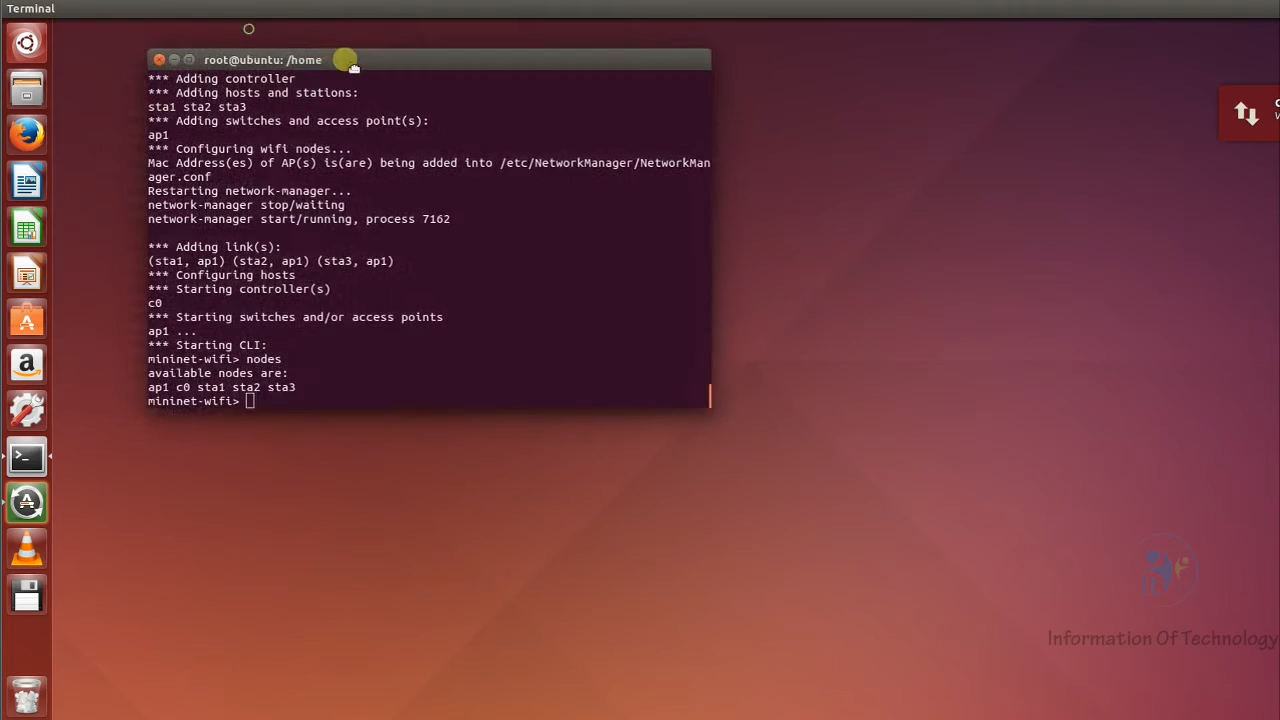 Terminal
root@ubuntu: /home
*** Adding controller
*** Adding hosts and stations:
sta1 sta2 sta3
*** Adding switches and access point(s):
ap1
*** Configuring wifi nodes...
Mac Address(es) of AP(s) is(are) being added into /etc/NetworkManager/NetworkMan
ager.conf
Restarting network-manager...
network-manager stop/waiting
network-manager start/running, process 7162
*** Adding link(s):
(sta1, ap1) (sta2, ap1) (sta3, ap1)
*** Configuring hosts
*** Starting controller(s)
c0
*** Starting switches and/or access points
ap1 ...
*** Starting CLI:
mininet-wifi> nodes
available nodes are:
ap1 c0 sta1 sta2 sta3
mininet-wifi>
Information Of Technology